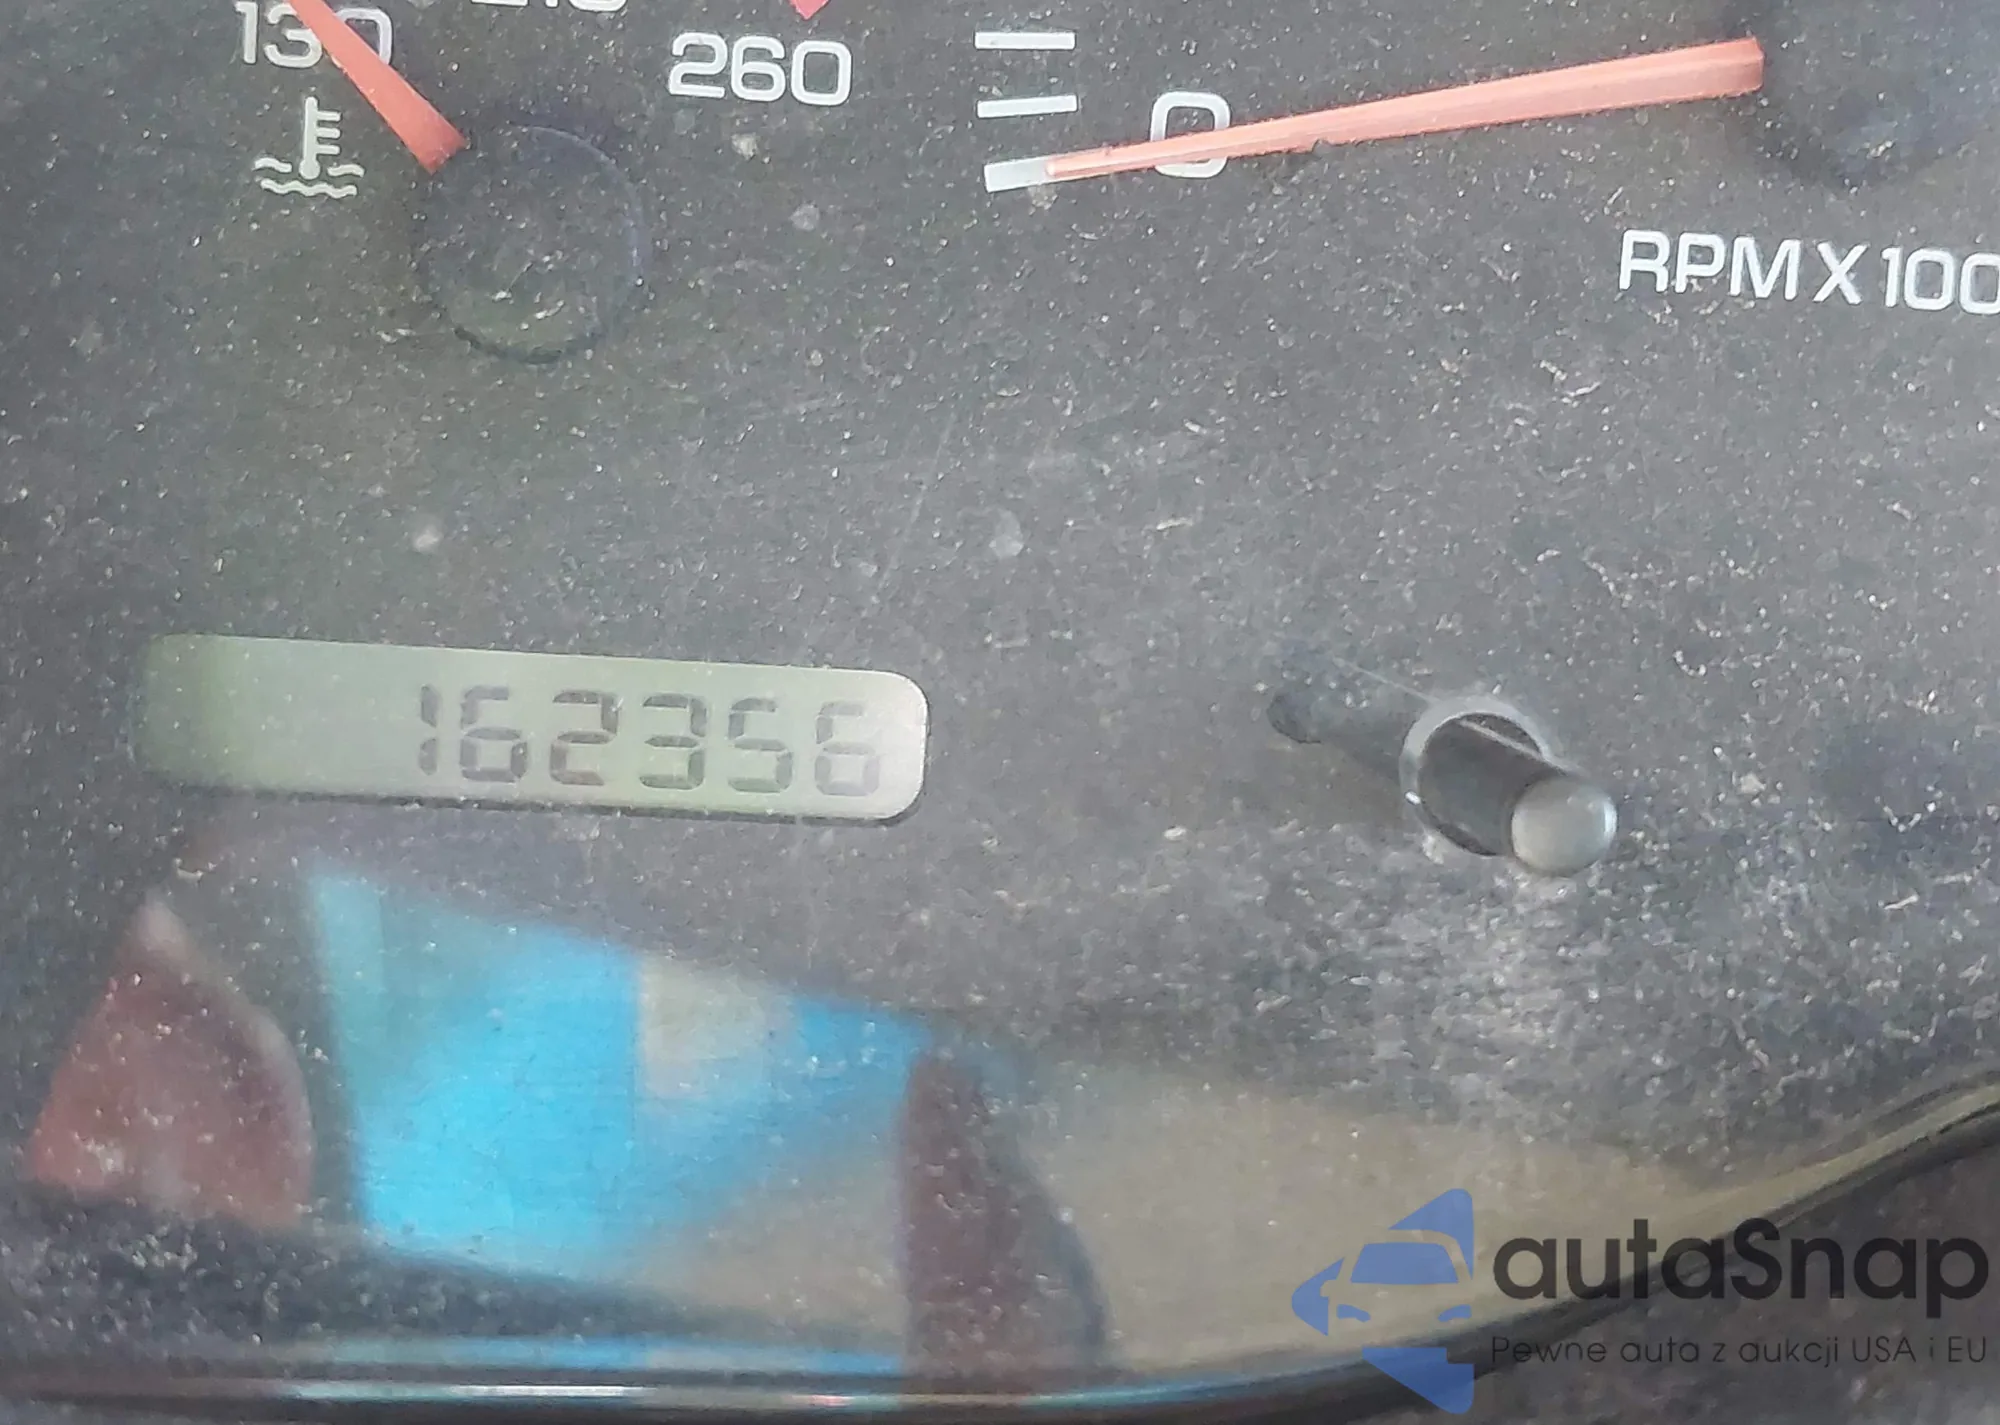 130
260
0
RPM X 100
162356
autaSnap
Pewne auta z aukcji USA i EU